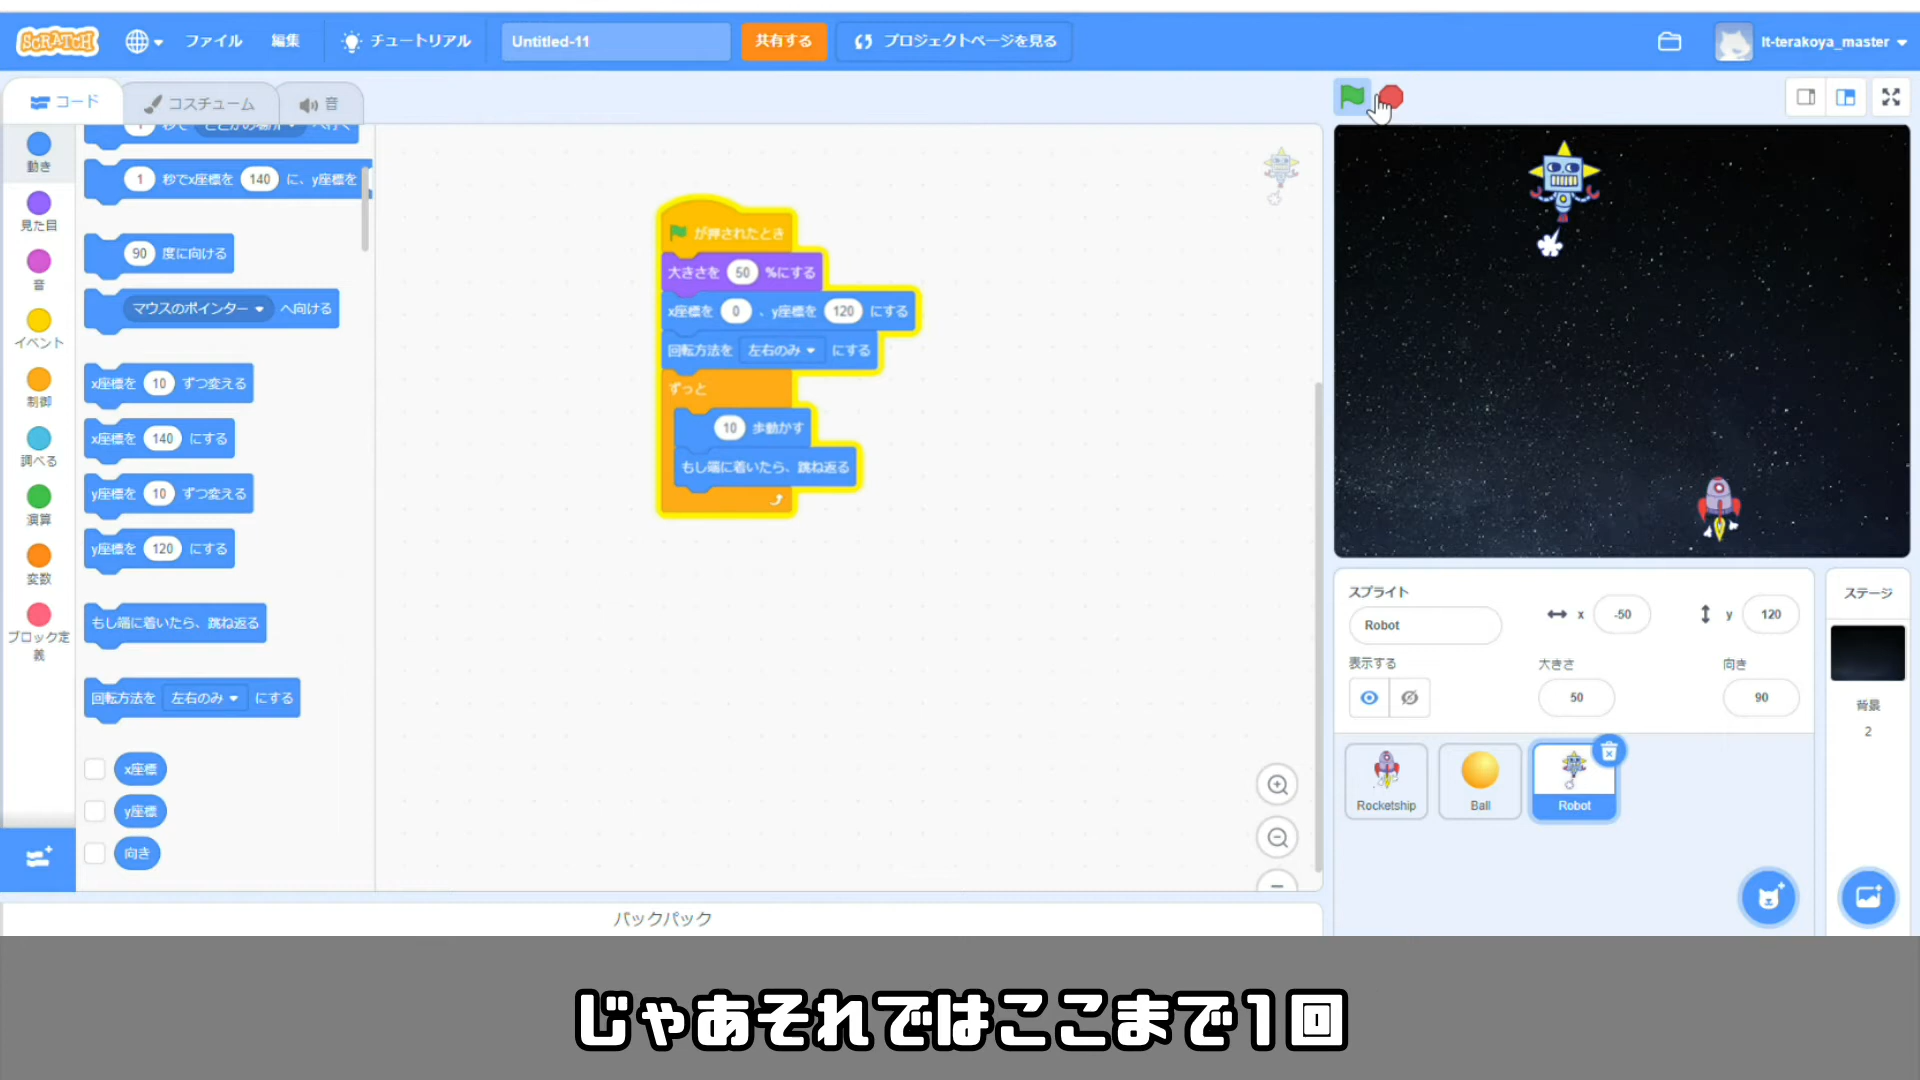 SCRATCH
ファイル
編集
チュートリアル
Untitled-11
共有する
プロジェクトページを見る
It-terakoya_master
コード
コスチューム
音
動き
見た目
音
イベント
制御
調べる
演算
変数
ブロック定義
1 秒でx座標を 140 に、y座標を
90 度に向ける
マウスのポインター へ向ける
x座標を 10 ずつ変える
x座標を 140 にする
y座標を 10 ずつ変える
y座標を 120 にする
もし端に着いたら、跳ね返る
回転方法を 左右のみ にする
x座標
y座標
向き
が押されたとき
大きさを 50 %にする
x座標を 0 、y座標を 120 にする
回転方法を 左右のみ にする
ずっと
10 歩動かす
もし端に着いたら、跳ね返る
バックパック
スプライト
Robot
x -50
y 120
表示する
大きさ
50
向き
90
Rocketship
Ball
Robot
ステージ
背景
2
じゃあそれではここまで1回